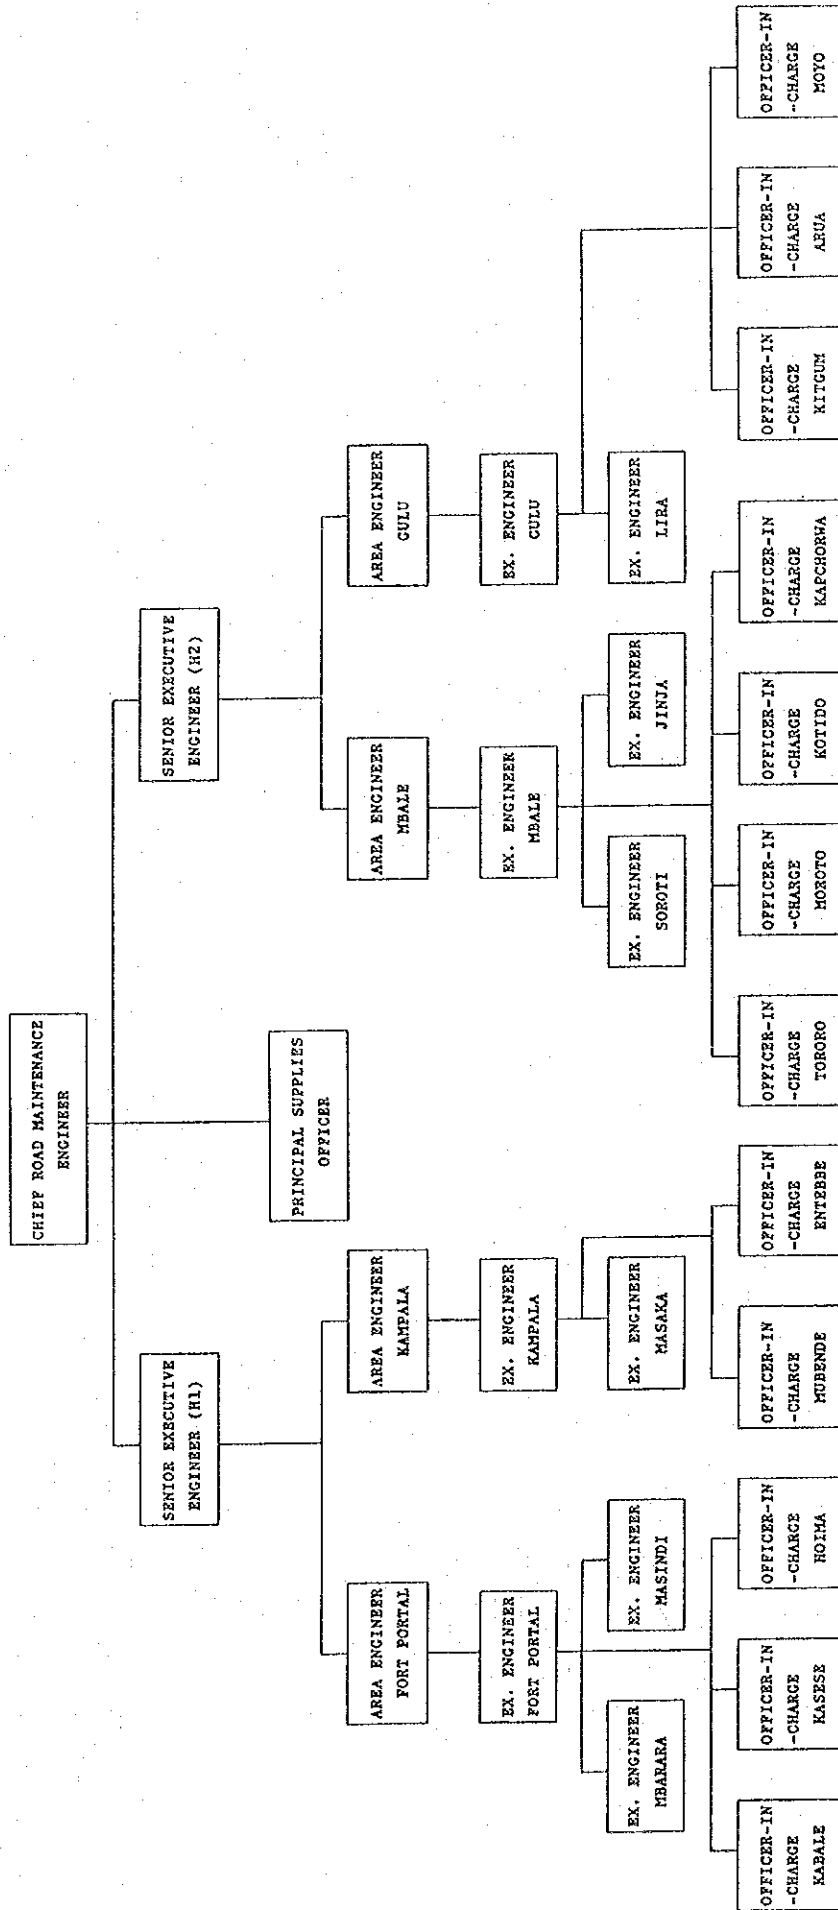 CHIEF ROAD MAINTENANCE
ENGINEER
SENIOR EXECUTIVE
ENGINEER (H1)
SENIOR EXECUTIVE
ENGINEER (H2)
PRINCIPAL SUPPLIES
OFFICER
AREA ENGINEER
FORT PORTAL
AREA ENGINEER
KAMPALA
AREA ENGINEER
MBALE
AREA ENGINEER
GULU
EX. ENGINEER
FORT PORTAL
EX. ENGINEER
KAMPALA
EX. ENGINEER
MBALE
EX. ENGINEER
GULU
EX. ENGINEER
MBARARA
EX. ENGINEER
MASINDI
EX. ENGINEER
MASAKA
EX. ENGINEER
SOROTI
EX. ENGINEER
JINJA
EX. ENGINEER
LIRA
OFFICER-IN
-CHARGE
KABALE
OFFICER-IN
-CHARGE
KASESE
OFFICER-IN
-CHARGE
HOIMA
OFFICER-IN
-CHARGE
MUBENDE
OFFICER-IN
-CHARGE
ENTEBBE
OFFICER-IN
-CHARGE
TORORO
OFFICER-IN
-CHARGE
MOROTO
OFFICER-IN
-CHARGE
KOTIDO
OFFICER-IN
-CHARGE
KAPCHORWA
OFFICER-IN
-CHARGE
KITGUM
OFFICER-IN
-CHARGE
ARUA
OFFICER-IN
-CHARGE
MOYO